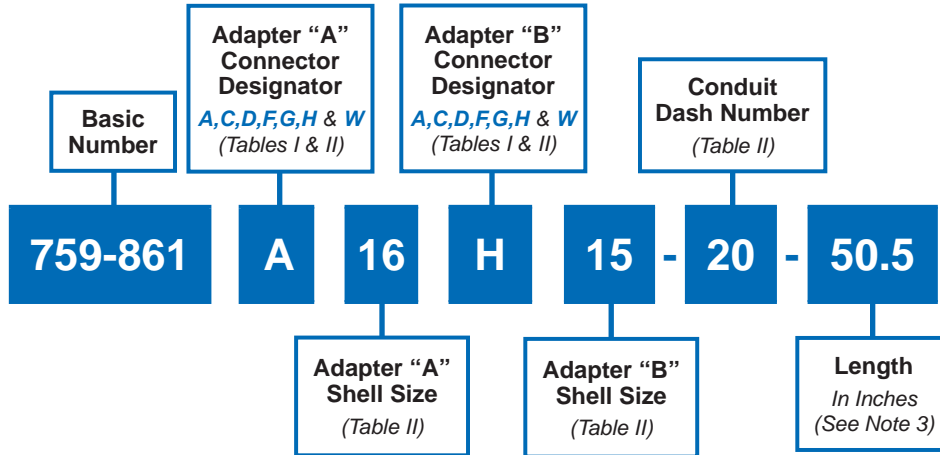 Adapter “A”
Connector
Designator
A,C,D,F,G,H & W
(Tables I & II)
Adapter “B”
Connector
Designator
A,C,D,F,G,H & W
(Tables I & II)
Basic
Number
Conduit
Dash Number
(Table II)
759-861 A 16 H 15 - 20 - 50.5
Adapter “A”
Shell Size
(Table II)
Adapter “B”
Shell Size
(Table II)
Length
In Inches
(See Note 3)